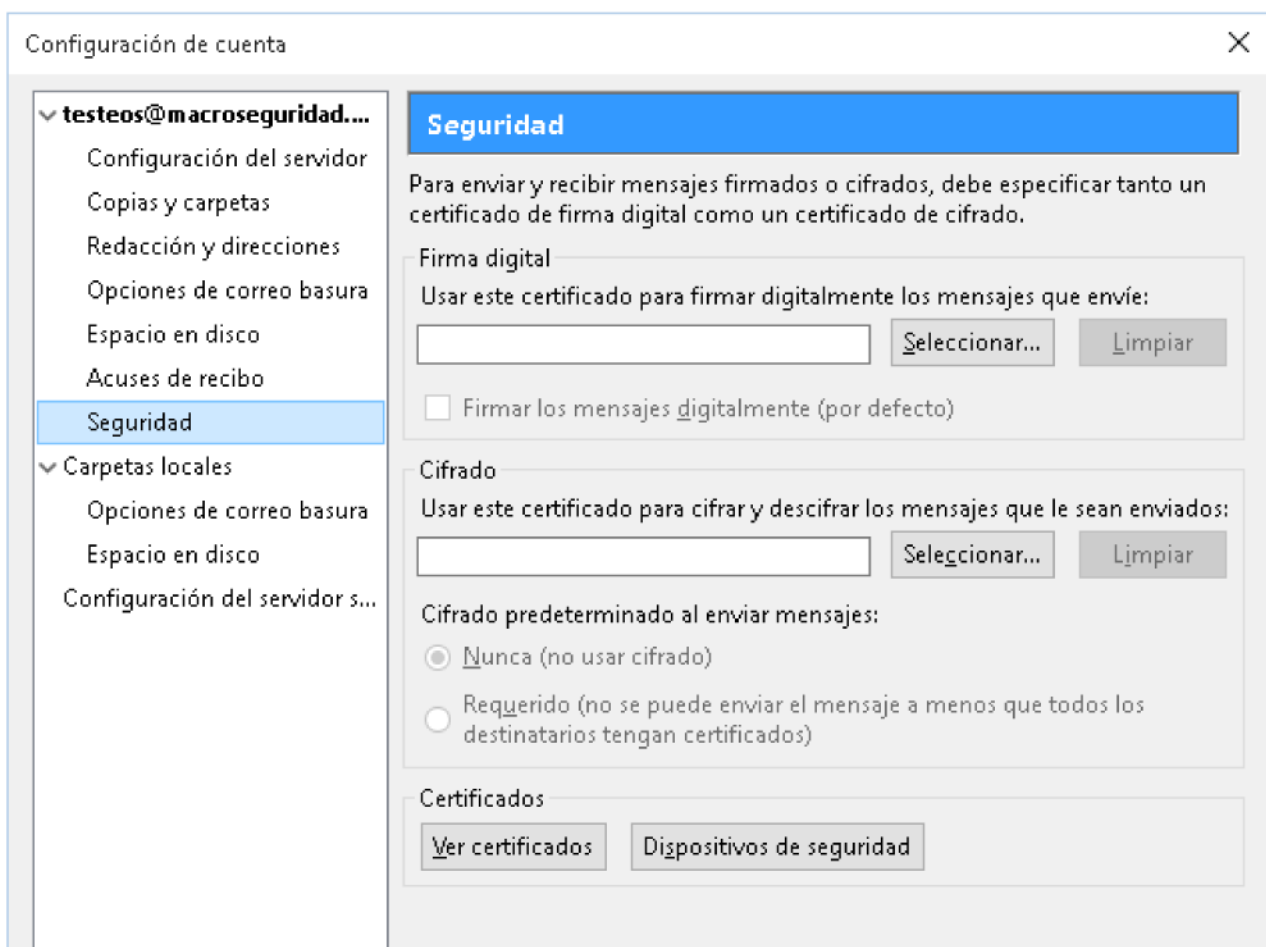 Configuración de cuenta
testeos@macroseguridad....
Configuración del servidor
Copias y carpetas
Redacción y direcciones
Opciones de correo basura
Espacio en disco
Acuses de recibo
Seguridad
Carpetas locales
Opciones de correo basura
Espacio en disco
Configuración del servidor s...
Seguridad
Para enviar y recibir mensajes firmados o cifrados, debe especificar tanto un
certificado de firma digital como un certificado de cifrado.
Firma digital
Usar este certificado para firmar digitalmente los mensajes que envíe:
Seleccionar... Limpiar
Firmar los mensajes digitalmente (por defecto)
Cifrado
Usar este certificado para cifrar y descifrar los mensajes que le sean enviados:
Seleccionar... Limpiar
Cifrado predeterminado al enviar mensajes:
Nunca (no usar cifrado)
Requerido (no se puede enviar el mensaje a menos que todos los
destinatarios tengan certificados)
Certificados
Ver certificados Dispositivos de seguridad